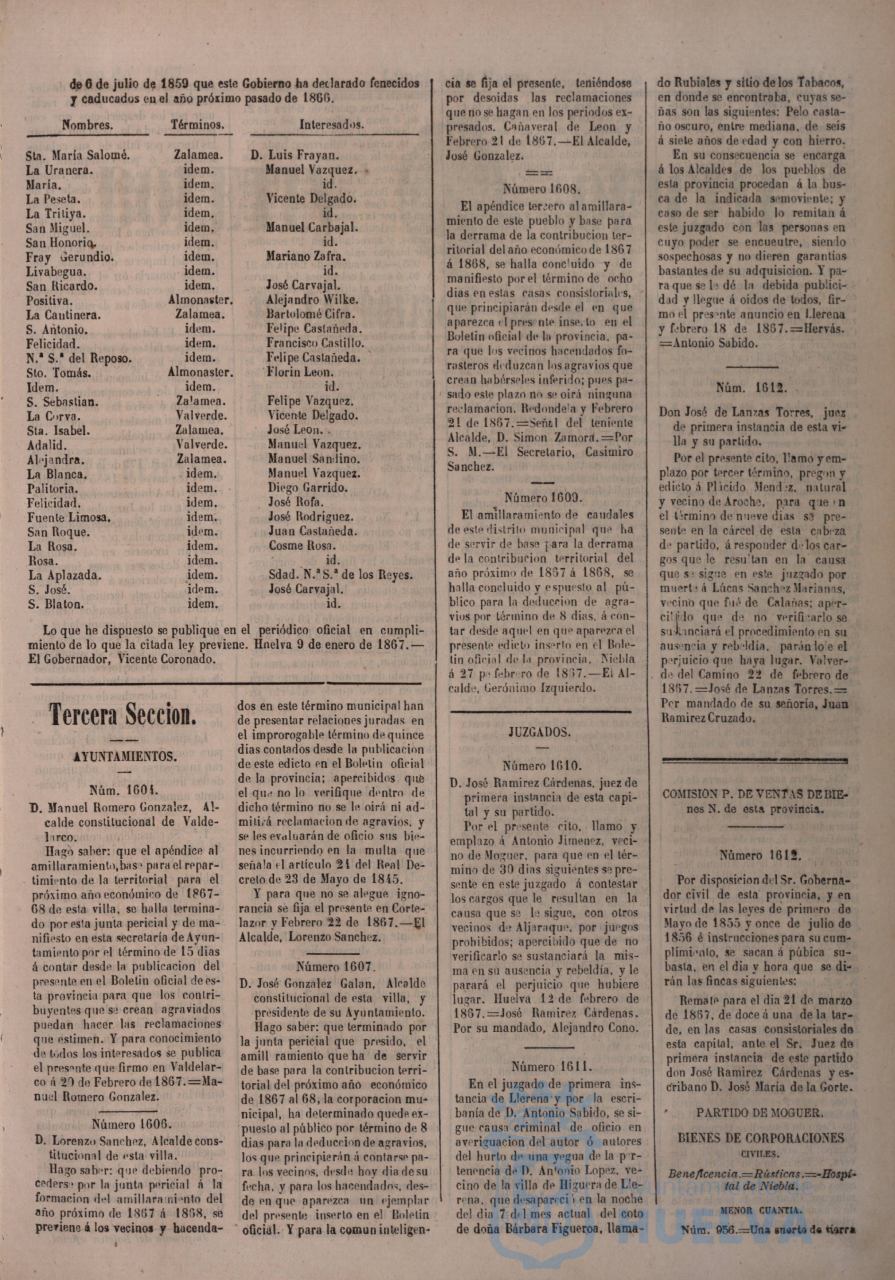 de 6 de julio de 1859 que este Gobierno ha declarado fenecidos
y caducados en el año próximo pasado de 1866.
Nombres. Términos. Interesados.
Sta. María Salomé. Zalamea. D. Luis Frayan.
La Uranera. idem. Manuel Vazquez.
María. idem. id.
La Peseta. idem. Vicente Delgado.
La Tritiya. idem. id.
San Miguel. idem. Manuel Carbajal.
San Honorio. idem. id.
Fray Gerundio. idem. Mariano Zafra.
Livabegua. idem. id.
San Ricardo. idem. José Carvajal.
Positiva. Almonaster. Alejandro Wilke.
La Cantinera. Zalamea. Bartolomé Cifra.
S. Antonio. idem. Felipe Castañeda.
Felicidad. idem. Francisco Castillo.
N.ª S.ª del Reposo. idem. Felipe Castañeda.
Sto. Tomás. Almonaster. Florin Leon.
Idem. idem. id.
S. Sebastian. Zalamea. Felipe Vazquez.
La Corva. Valverde. Vicente Delgado.
Sta. Isabel. Zalamea. José Leon.
Adalid. Valverde. Manuel Vazquez.
Alejandra. Zalamea. Manuel Sandino.
La Blanca. idem. Manuel Vazquez.
Palitoria. idem. Diego Garrido.
Felicidad. idem. José Rofa.
Fuente Limosa. idem. José Rodriguez.
San Roque. idem. Juan Castañeda.
La Rosa. idem. Cosme Rosa.
Rosa. idem. id.
La Aplazada. idem. Sdad. N.ª S.ª de los Reyes.
S. José. idem. José Carvajal.
S. Blaton. idem. id.
Lo que he dispuesto se publique en el periódico oficial en cumpli-
miento de lo que la citada ley previene. Huelva 9 de enero de 1867.—
El Gobernador, Vicente Coronado.
Tercera Seccion.
AYUNTAMIENTOS.
Núm. 1604.
D. Manuel Romero Gonzalez, Al-
calde constitucional de Valde-
larco.
Hago saber: que el apéndice al
amillaramiento, base para el repar-
timiento de la territorial para el
próximo año económico de 1867-
68 de esta villa, se halla termina-
do por esta junta pericial y de ma-
nifiesto en esta secretaría de Ayun-
tamiento por el término de 15 dias
á contar desde la publicacion del
presente en el Boletin oficial de es-
ta provincia para que los contri-
buyentes que se crean agraviados
puedan hacer las reclamaciones
que estimen. Y para conocimiento
de todos los interesados se publica
el presente que firmo en Valdelar-
co á 20 de Febrero de 1867.=Ma-
nuel Romero Gonzalez.
Número 1606.
D. Lorenzo Sanchez, Alcalde cons-
titucional de esta villa.
Hago saber: que debiendo pro-
cederse por la junta pericial á la
formacion del amillaramiento del
año próximo de 1867 á 1868, se
previene á los vecinos y hacenda-
dos en este término municipal han
de presentar relaciones juradas en
el improrogable término de quince
dias contados desde la publicacion
de este edicto en el Boletin oficial
de la provincia; apercibidos que
el que no lo verifique dentro de
dicho término no se le oirá ni ad-
mitirá reclamacion de agravios, y
se les evaluarán de oficio sus bie-
nes incurriendo en la multa que
señala el artículo 24 del Real De-
creto de 23 de Mayo de 1845.
Y para que no se alegue igno-
rancia se fija el presente en Corte-
lazor y Febrero 22 de 1867.—El
Alcalde, Lorenzo Sanchez.
Número 1607.
D. José Gonzalez Galan, Alcalde
constitucional de esta villa, y
presidente de su Ayuntamiento.
Hago saber: que terminado por
la junta pericial que presido, el
amill ramiento que ha de servir
de base para la contribucion terri-
torial del próximo año económico
de 1867 al 68, la corporacion mu-
nicipal, ha determinado quede ex-
puesto al público por término de 8
dias para la deduccion de agravios,
los que principierán á contarse pa-
ra los vecinos, desde hoy dia de su
fecha, y para los hacendados, des-
de en que aparezca un ejemplar
del presente inserto en el Boletin
oficial. Y para la comun inteligen-
cia se fija el presente, teniéndose
por desoidas las reclamaciones
que no se hagan en los periodos ex-
presados. Cañaveral de Leon y
Febrero 21 de 1867.—El Alcalde,
José Gonzalez.
Número 1608.
El apéndice tercero al amillara-
miento de este pueblo y base para
la derrama de la contribucion ter-
ritorial del año económico de 1867
á 1868, se halla concluido y de
manifiesto por el término de ocho
dias en estas casas consistoriales,
que principiarán desde el en que
aparezca el presente inserto en el
Boletin oficial de la provincia, pa-
ra que los vecinos hacendados fo-
rasteros deduzcan los agravios que
crean habérseles inferido; pues pa-
sado este plazo no se oirá ninguna
reclamacion. Redondela y Febrero
21 de 1867.=Señal del teniente
Alcalde, D. Simon Zamora.=Por
S. M.—El Secretario, Casimiro
Sanchez.
Número 1609.
El amillaramiento de caudales
de este distrito municipal que ha
de servir de base para la derrama
de la contribucion territorial del
año próximo de 1867 á 1868, se
halla concluido y espuesto al pú-
blico para la deduccion de agra-
vios por término de 8 dias, á con-
tar desde aquel en que aparezca el
presente edicto inserto en el Bole-
tin oficial de la provincia. Niebla
á 27 de febrero de 1867.—El Al-
calde, Gerónimo Izquierdo.
JUZGADOS.
Número 1610.
D. José Ramirez Cárdenas, juez de
primera instancia de esta capi-
tal y su partido.
Por el presente cito, llamo y
emplazo á Antonio Jimenez, veci-
no de Moguer, para que en el tér-
mino de 30 dias siguientes se pre-
sente en este juzgado á contestar
los cargos que le resultan en la
causa que se le sigue, con otros
vecinos de Aljaraque, por juegos
prohibidos; apercibido que de no
verificarlo se sustanciará la mis-
ma en su ausencia y rebeldía, y le
parará el perjuicio que hubiere
lugar. Huelva 12 de febrero de
1867.=José Ramirez Cárdenas.
Por su mandado, Alejandro Cono.
Número 1611.
En el juzgado de primera ins-
tancia de Llerena y por la escri-
banía de D. Antonio Sabido, se si-
gue causa criminal de oficio en
averiguacion del autor ó autores
del hurto de una yegua de la per-
tenencia de D. Antonio Lopez, ve-
cino de la villa de Higuera de Lle-
rena, que desapareció en la noche
del dia 7 del mes actual del coto
de doña Bárbara Figueroa, llama-
do Rubiales y sitio de los Tabacos,
en donde se encontraba, cuyas se-
ñas son las siguientes: Pelo casta-
ño oscuro, entre mediana, de seis
á siete años de edad y con hierro.
En su consecuencia se encarga
á los Alcaldes de los pueblos de
esta provincia procedan á la bus-
ca de la indicada semoviente; y
caso de ser habido lo remitan á
este juzgado con las personas en
cuyo poder se encuentre, siendo
sospechosas y no dieren garantias
bastantes de su adquisicion. Y pa-
ra que se le dé la debida publici-
dad y llegue á oidos de todos, fir-
mo el presente anuncio en Llerena
y febrero 18 de 1867.=Hervás.
=Antonio Sabido.
Núm. 1612.
Don José de Lanzas Torres, juez
de primera instancia de esta vi-
lla y su partido.
Por el presente cito, llamo y em-
plazo por tercer término, pregon y
edicto á Plácido Mendez, natural
y vecino de Aroche, para que en
el término de nueve dias se pre-
sente en la cárcel de esta cabeza
de partido, á responder de los car-
gos que le resultan en la causa
que se sigue en este juzgado por
muerte á Lúcas Sanchez Marianas,
vecino que fué de Calañas; aper-
cibido que de no verificarlo se
sustanciará el procedimiento en su
ausencia y rebeldía, parándole el
perjuicio que haya lugar. Valver-
de del Camino 22 de febrero de
1867.=José de Lanzas Torres.=
Por mandado de su señoría, Juan
Ramirez Cruzado.
COMISION P. DE VENTAS DE BIE-
nes N. de esta provincia.
Número 1612.
Por disposicion del Sr. Goberna-
dor civil de esta provincia, y en
virtud de las leyes de primero de
Mayo de 1855 y once de julio de
1856 é instrucciones para su cum-
plimiento, se sacan á púbica su-
basta, en el dia y hora que se di-
rán las fincas siguientes:
Remate para el dia 21 de marzo
de 1867, de doce á una de la tar-
de, en las casas consistoriales de
esta capital, ante el Sr. Juez de
primera instancia de este partido
don José Ramirez Cárdenas y es-
cribano D. José María de la Gorte.
PARTIDO DE MOGUER.
BIENES DE CORPORACIONES
CIVILES.
Beneficencia.=Rústicas.=Hospi-
tal de Niebla.
MENOR CUANTIA.
Núm. 956.=Una suerte de tierra